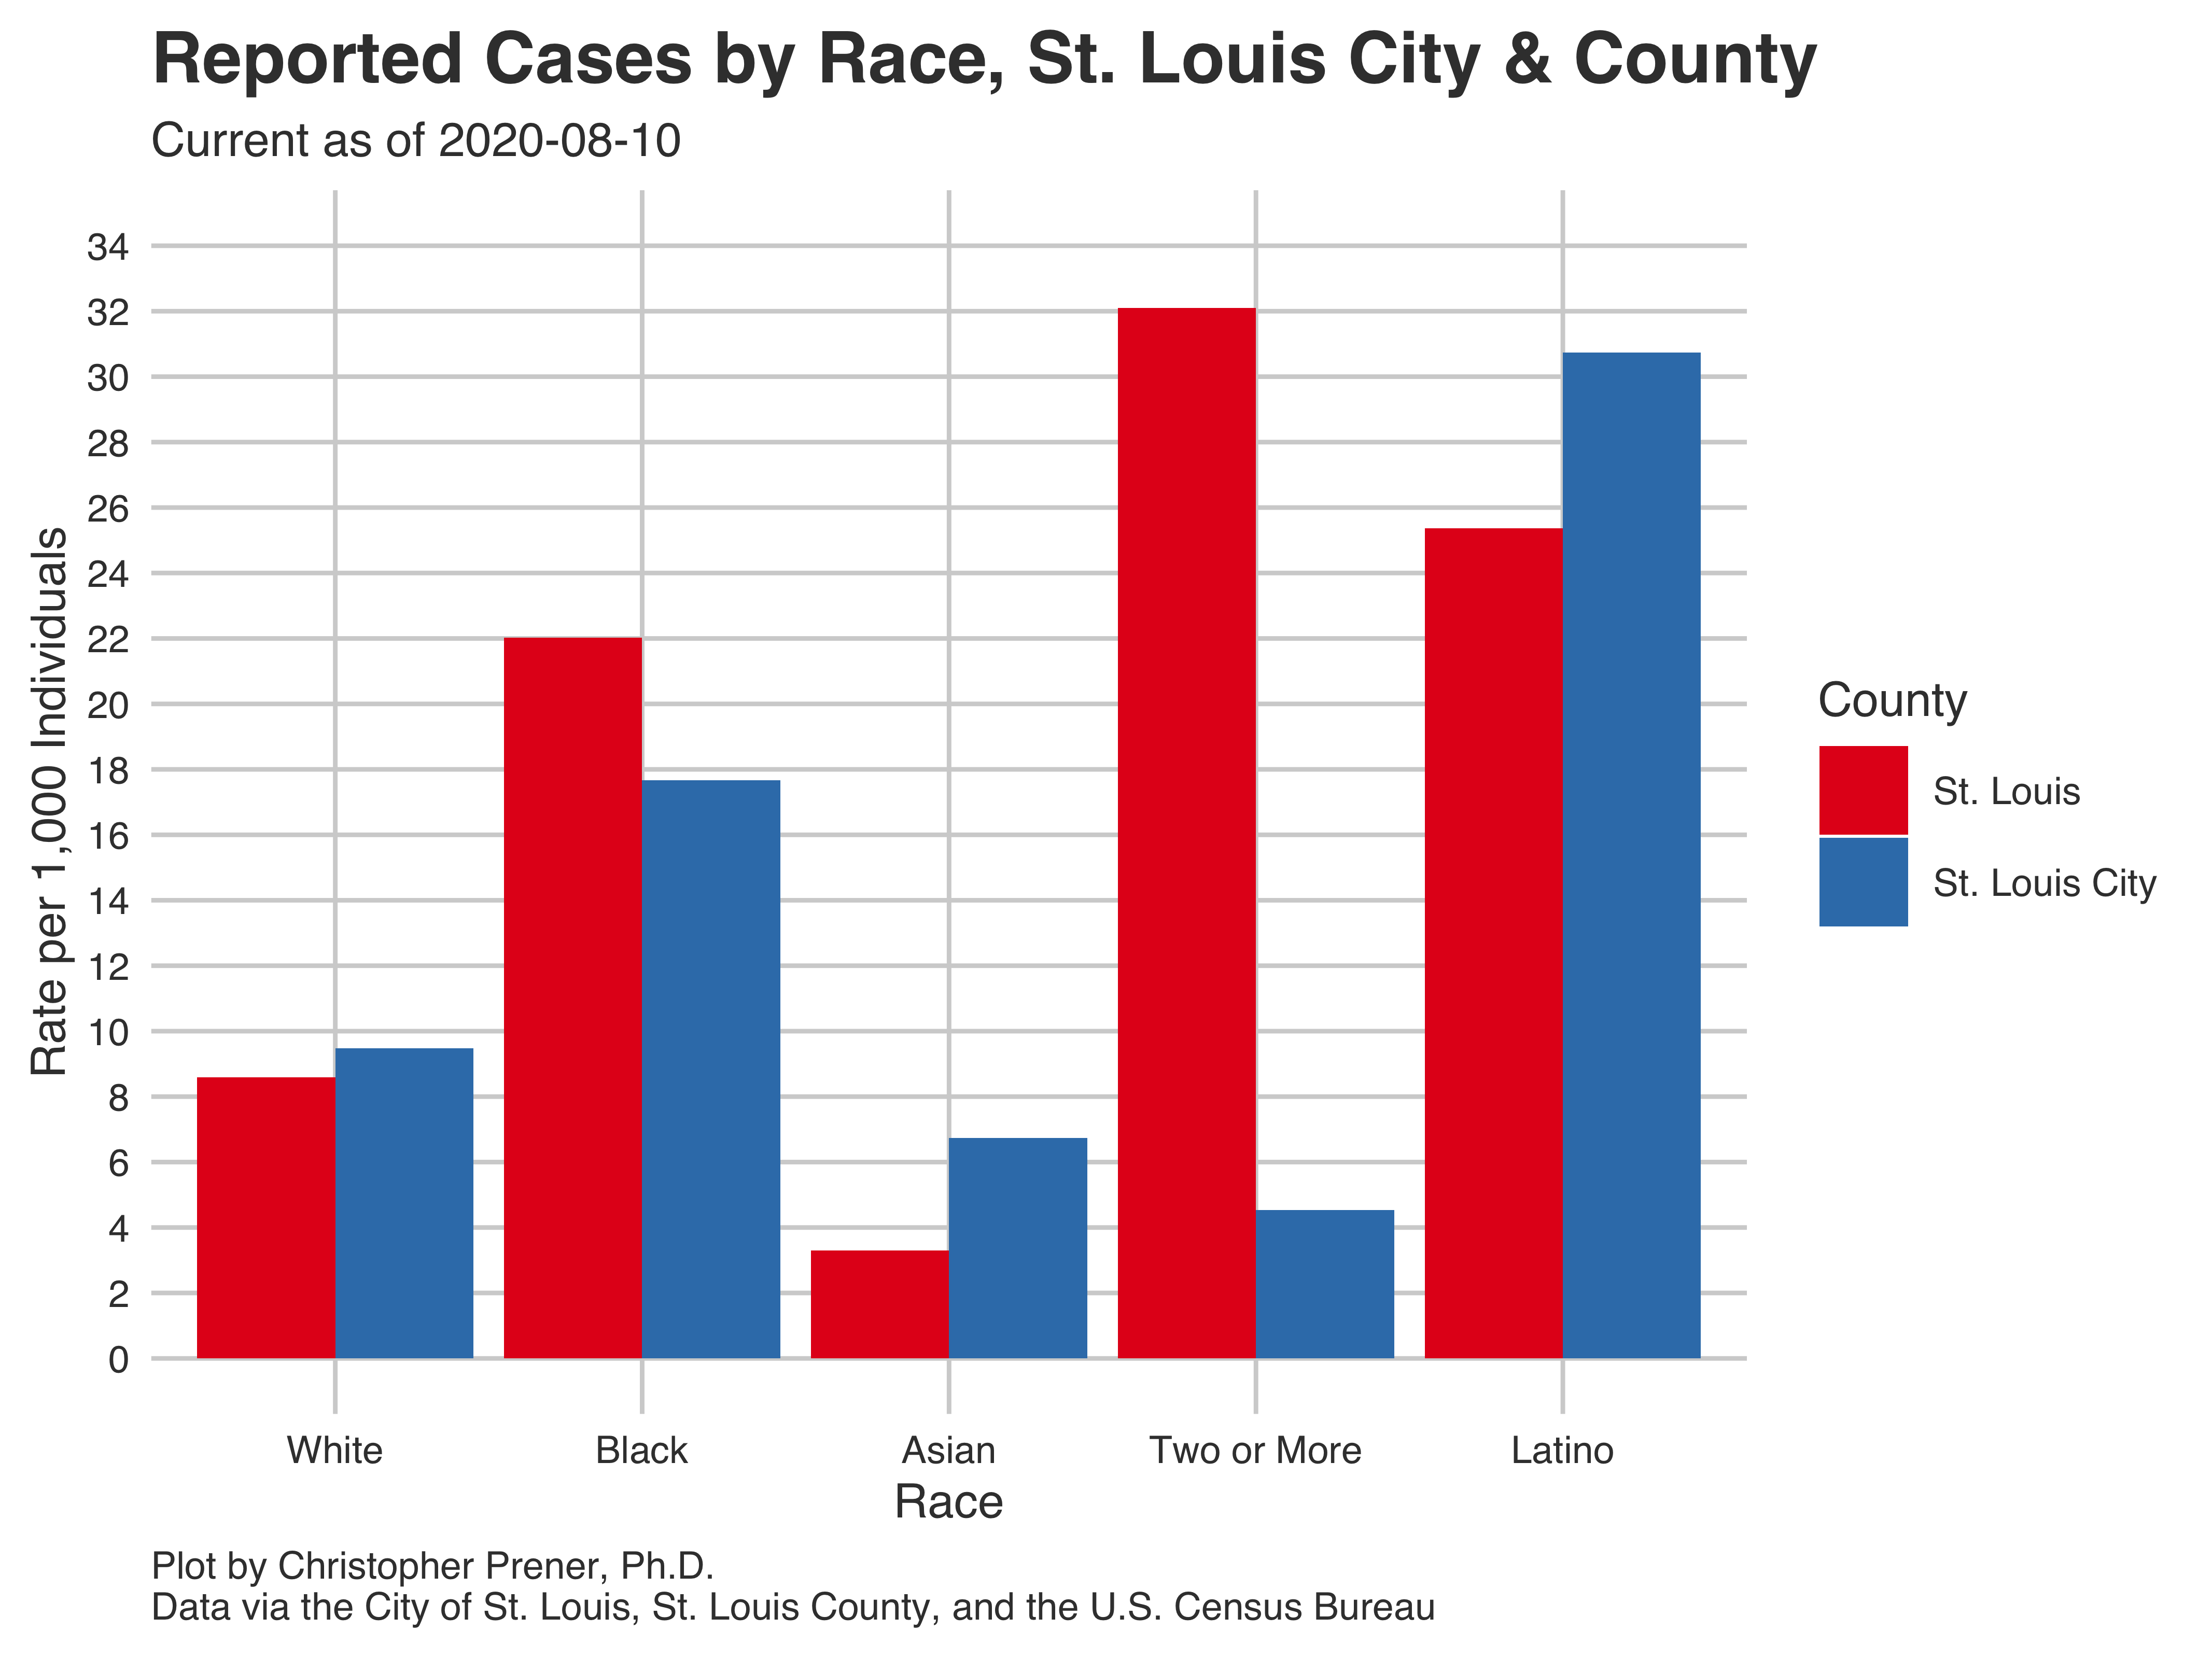 Reported Cases by Race, St. Louis City & County
Current as of 2020-08-10
Rate per 1,000 Individuals
34
32
30
28
26
24
22
20
18
16
14
12
10
8
6
4
2
0
White
Black
Asian
Two or More
Latino
Race
County
St. Louis
St. Louis City
Plot by Christopher Prener, Ph.D.
Data via the City of St. Louis, St. Louis County, and the U.S. Census Bureau